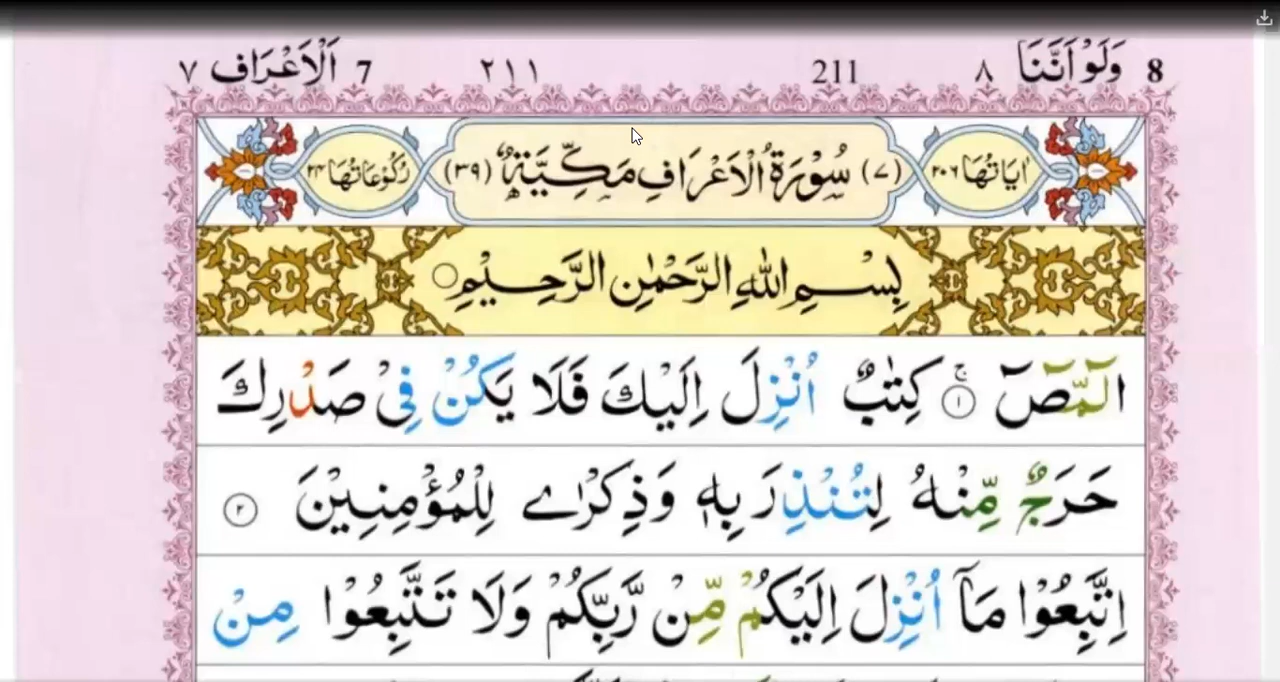 8 وَلَوْ اَنَّنَا ٨ 211 ٢١١ 7 اَلْاَعْرَاف ٧
اٰيَاتُهَا ٢٠٦ (٧) سُوْرَةُ الْاَعْرَافِ مَكِّيَّةٌ (٣٩) رُكُوْعَاتُهَا ٢٤
بِسْمِ اللّٰهِ الرَّحْمٰنِ الرَّحِيْمِ
الٓمّٓصٓ ۚ ١ كِتٰبٌ اُنْزِلَ اِلَيْكَ فَلَا يَكُنْ فِيْ صَدْرِكَ
حَرَجٌ مِّنْهُ لِتُنْذِرَ بِهٖ وَذِكْرٰى لِلْمُؤْمِنِيْنَ ٢
اِتَّبِعُوْا مَآ اُنْزِلَ اِلَيْكُمْ مِّنْ رَّبِّكُمْ وَلَا تَتَّبِعُوْا مِنْ